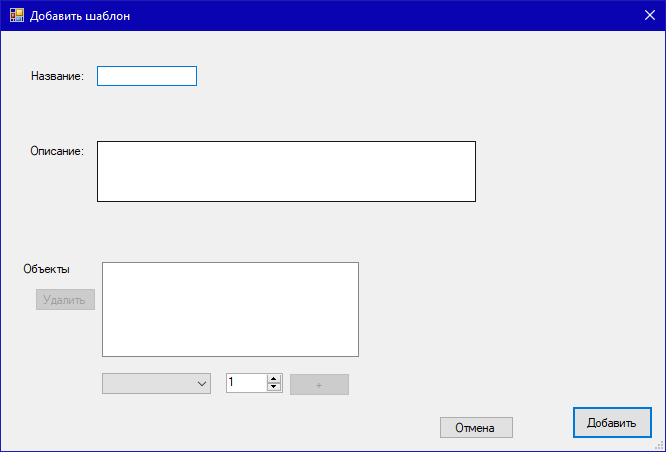 Добавить шаблон
Название:
Описание:
Объекты
Удалить
1
+
Отмена
Добавить